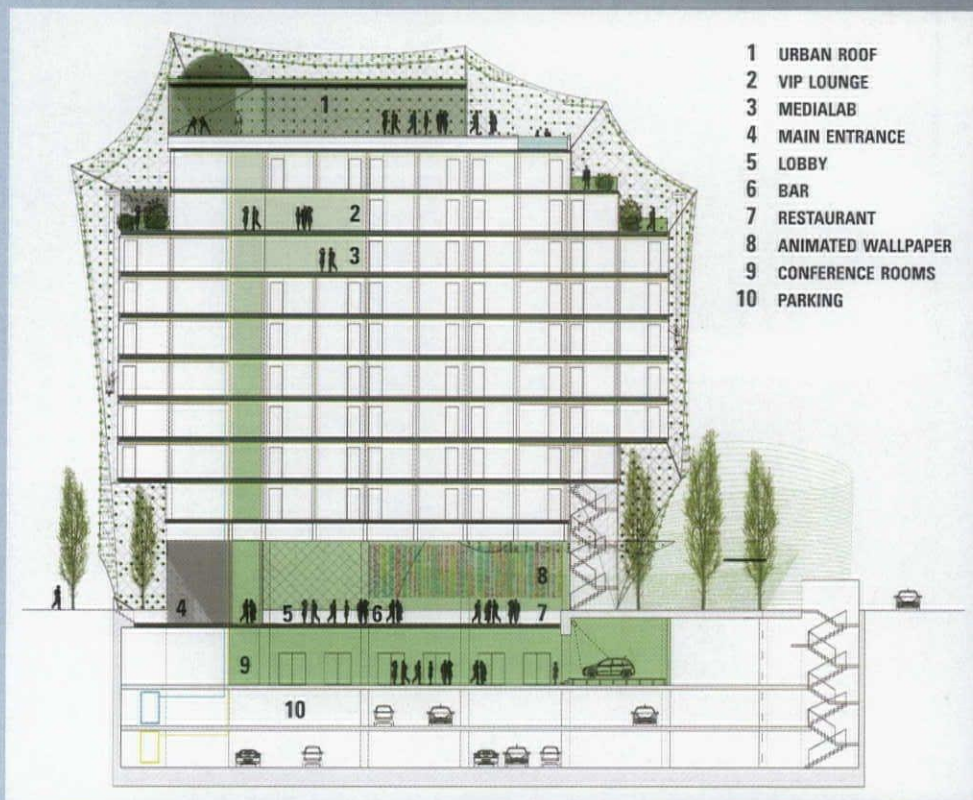 1 URBAN ROOF
2 VIP LOUNGE
3 MEDIALAB
4 MAIN ENTRANCE
5 LOBBY
6 BAR
7 RESTAURANT
8 ANIMATED WALLPAPER
9 CONFERENCE ROOMS
10 PARKING
1
2
3
8
4
5
6
7
9
10